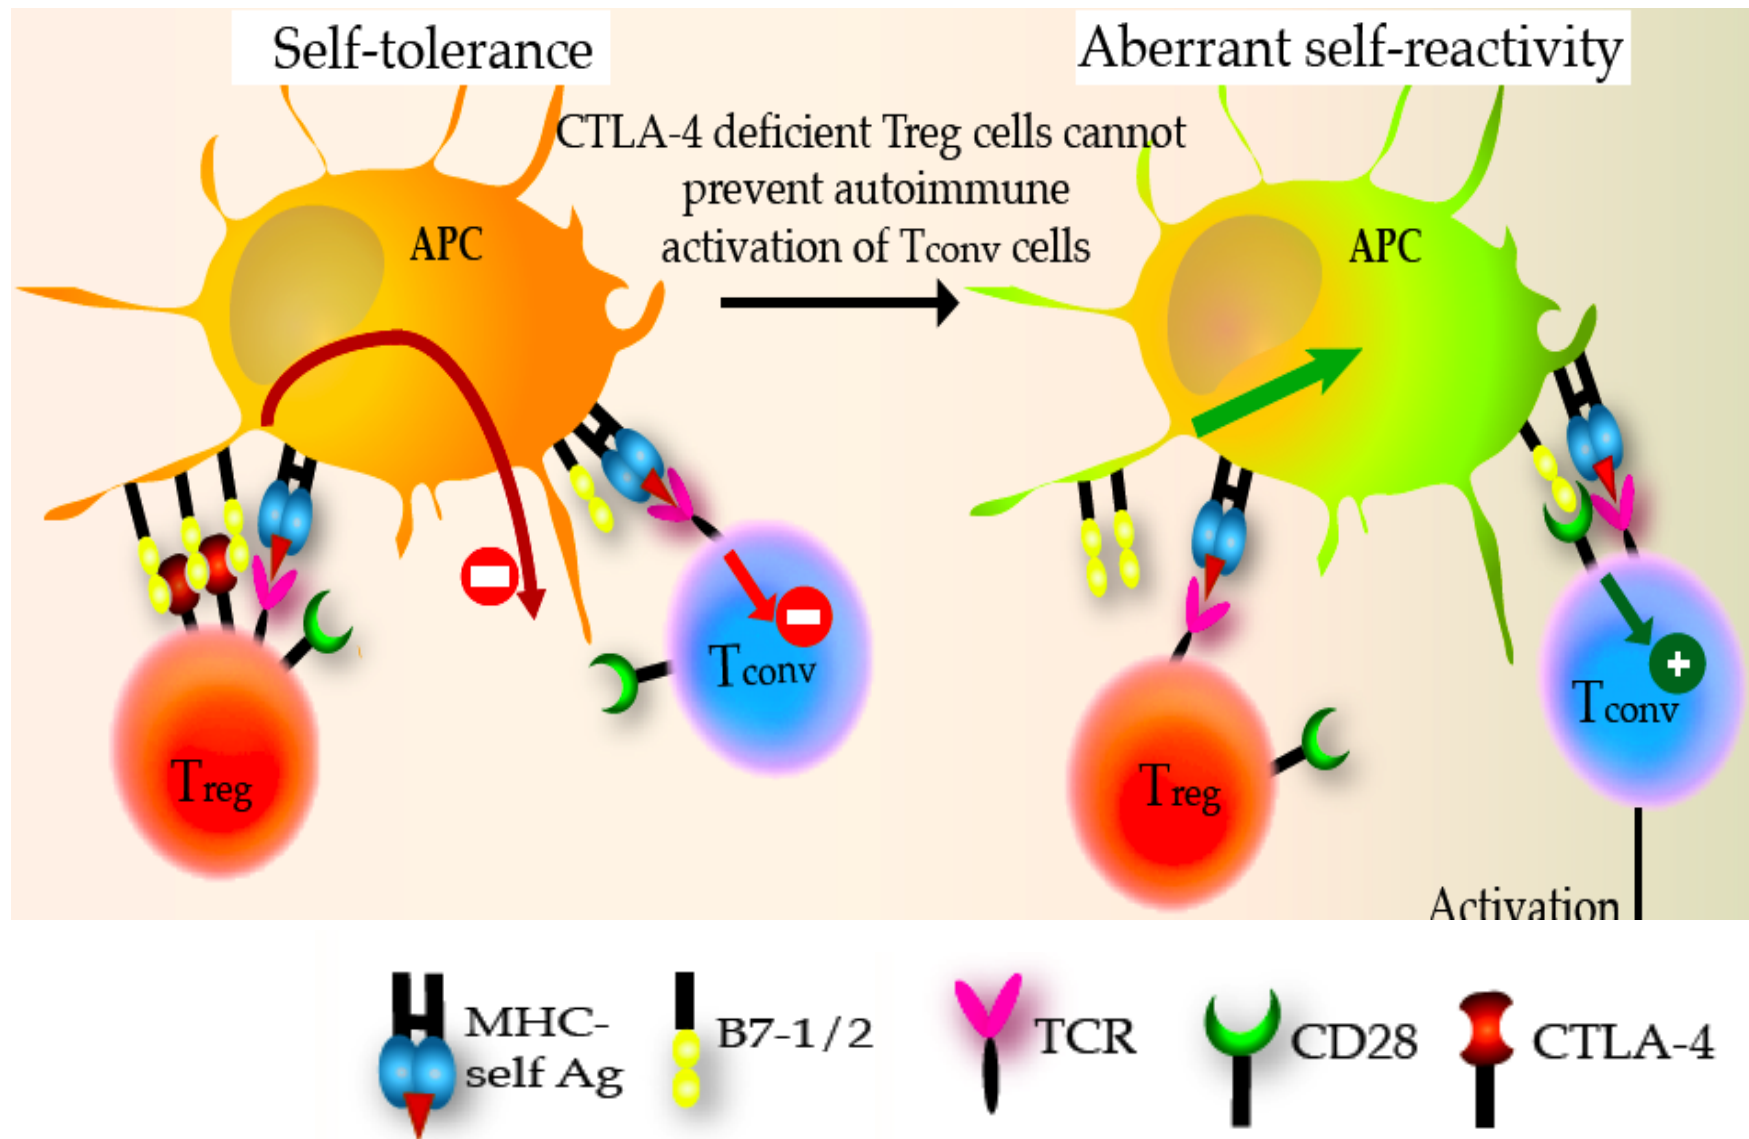 Self-tolerance
Aberrant self-reactivity
CTLA-4 deficient Treg cells cannot
prevent autoimmune
activation of Tconv cells
APC
APC
Tconv
Tconv
Treg
Treg
Activation
MHC-
self Ag
B7-1/2
TCR
CD28
CTLA-4